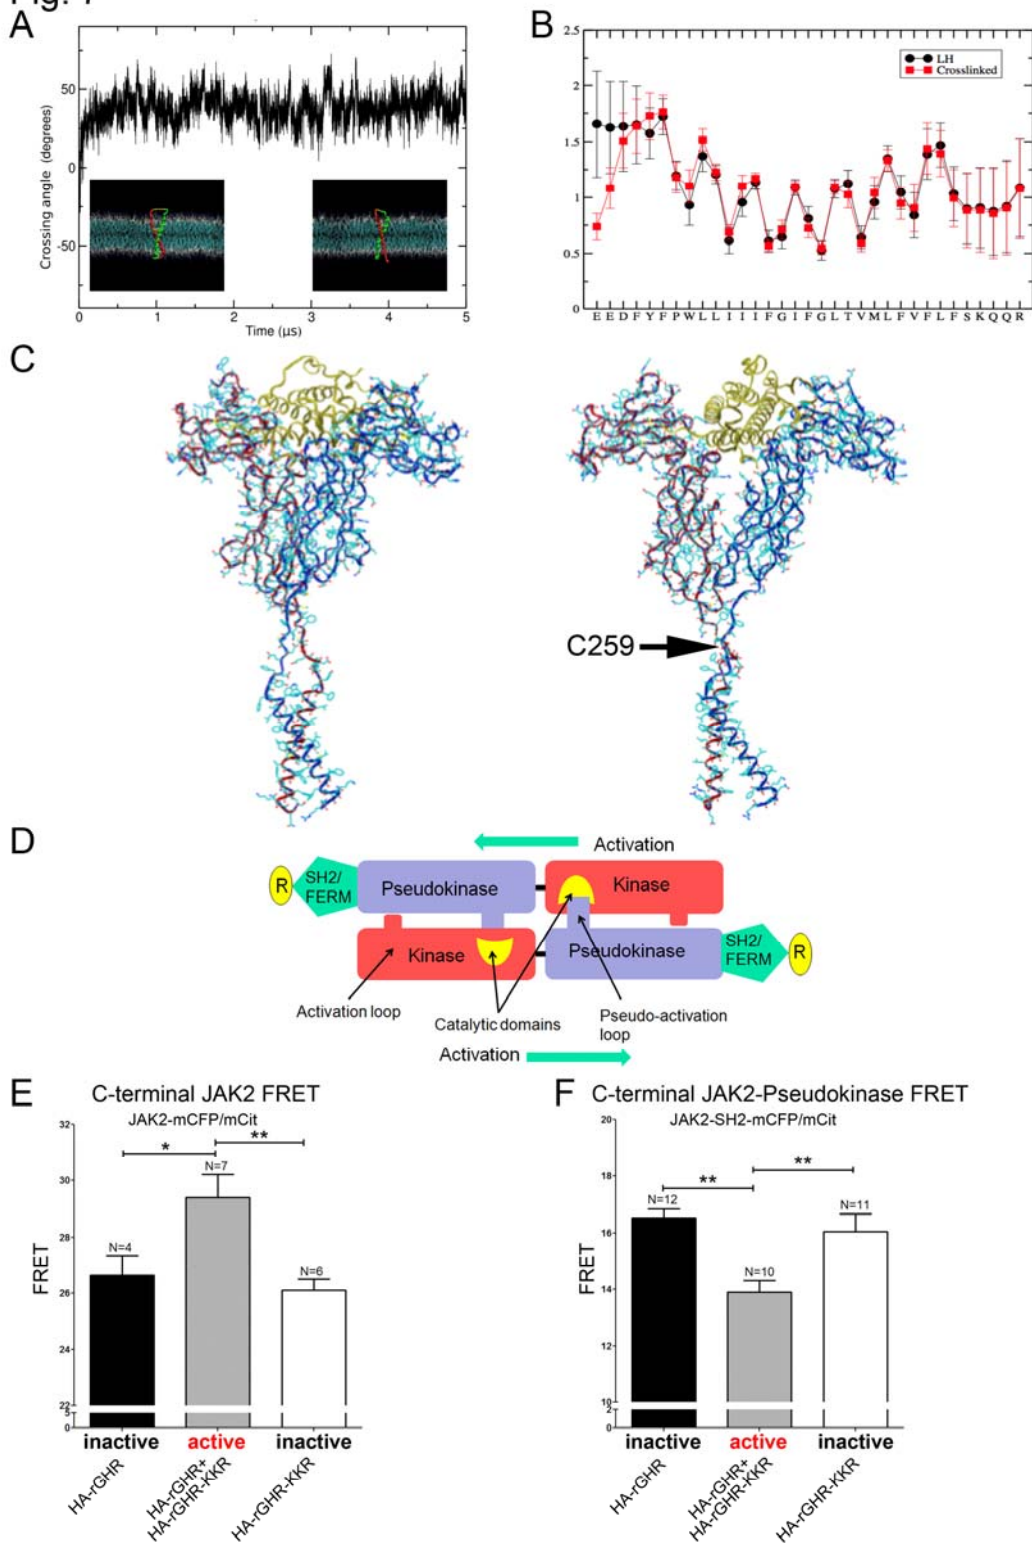 A
Crossing angle (degrees)
50
0
-50
0
1
2
3
4
5
Time (µs)
B
2.5
2
1.5
1
0.5
0
LH
Crosslinked
E E D F Y F P W L L I I I F G I F G L T V M L F V F L F S K Q Q R
C
C259
D
Activation
R
SH2/
FERM
Pseudokinase
Kinase
Kinase
Pseudokinase
SH2/
FERM
R
Activation loop
Catalytic domains
Pseudo-activation
loop
Activation
E
C-terminal JAK2 FRET
JAK2-mCFP/mCit
32
30
28
26
24
22
5
0
FRET
*
**
N=4
N=7
N=6
inactive
active
inactive
HA-rGHR
HA-rGHR+
HA-rGHR-KKR
HA-rGHR-KKR
F
C-terminal JAK2-Pseudokinase FRET
JAK2-SH2-mCFP/mCit
20
18
16
14
12
10
2
0
FRET
**
**
N=12
N=10
N=11
inactive
active
inactive
HA-rGHR
HA-rGHR+
HA-rGHR-KKR
HA-rGHR-KKR